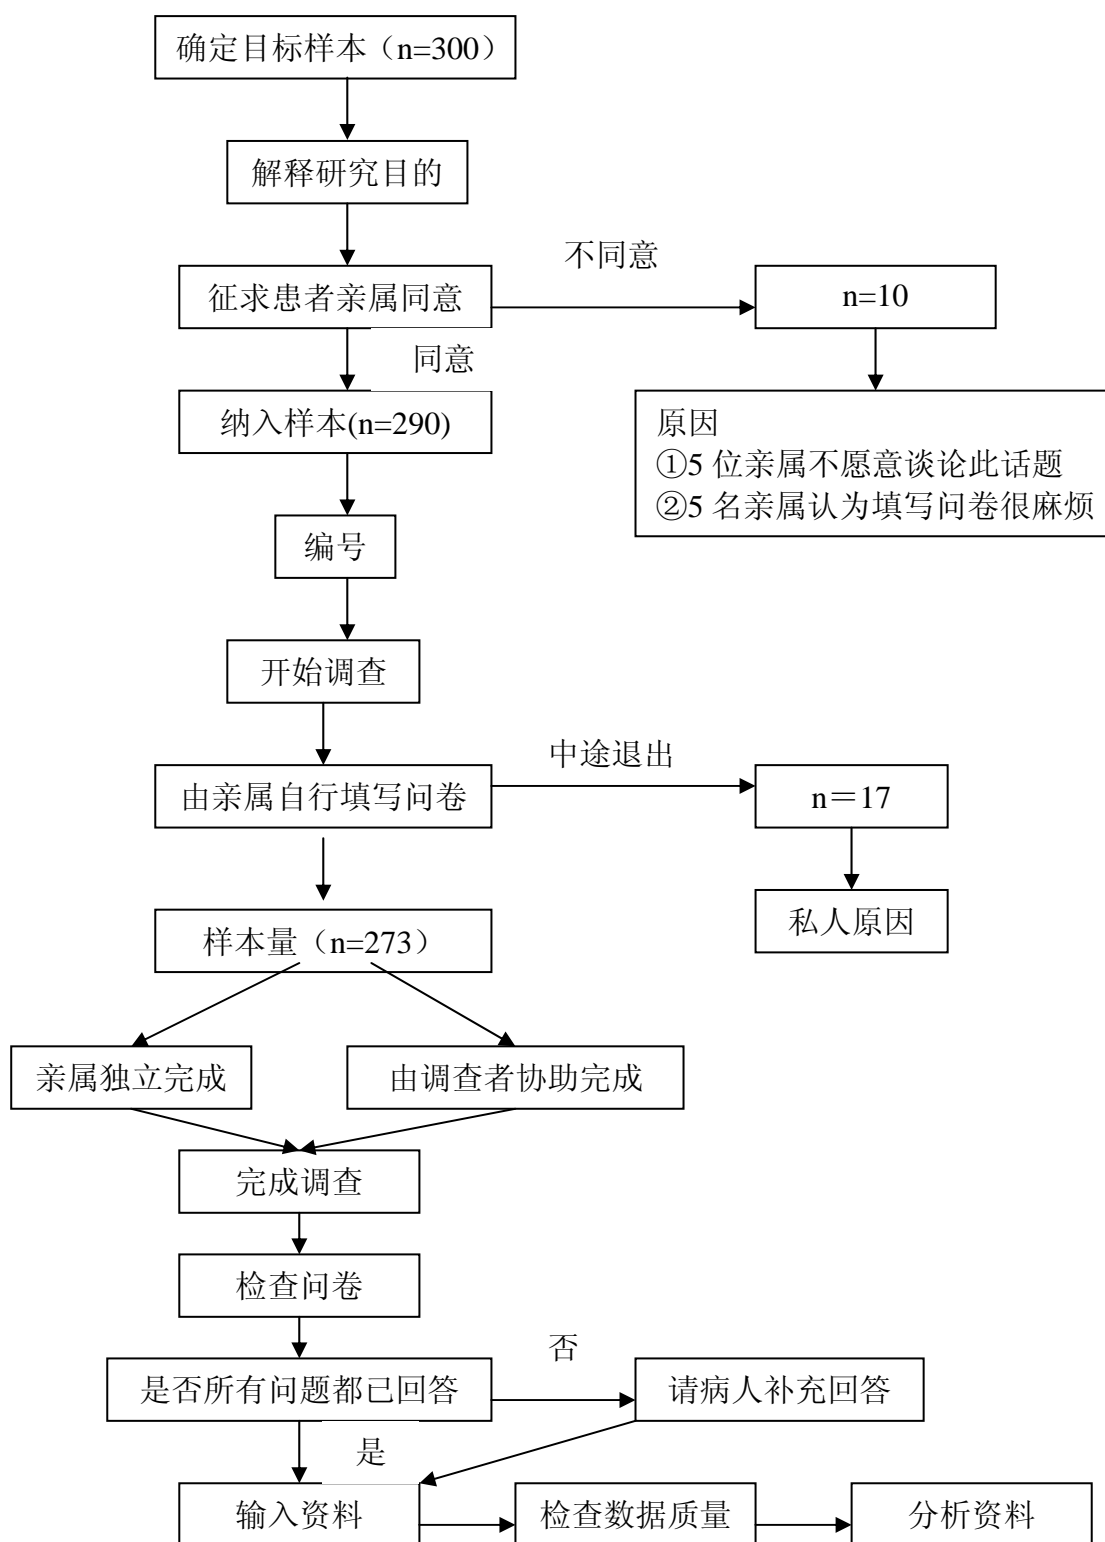 确定目标样本（n=300）
解释研究目的
不同意
征求患者亲属同意
n=10
同意
纳入样本(n=290)
原因
①5 位亲属不愿意谈论此话题
②5 名亲属认为填写问卷很麻烦
编号
开始调查
中途退出
由亲属自行填写问卷
n＝17
样本量（n=273）
私人原因
亲属独立完成
由调查者协助完成
完成调查
检查问卷
否
是否所有问题都已回答
请病人补充回答
是
输入资料
检查数据质量
分析资料